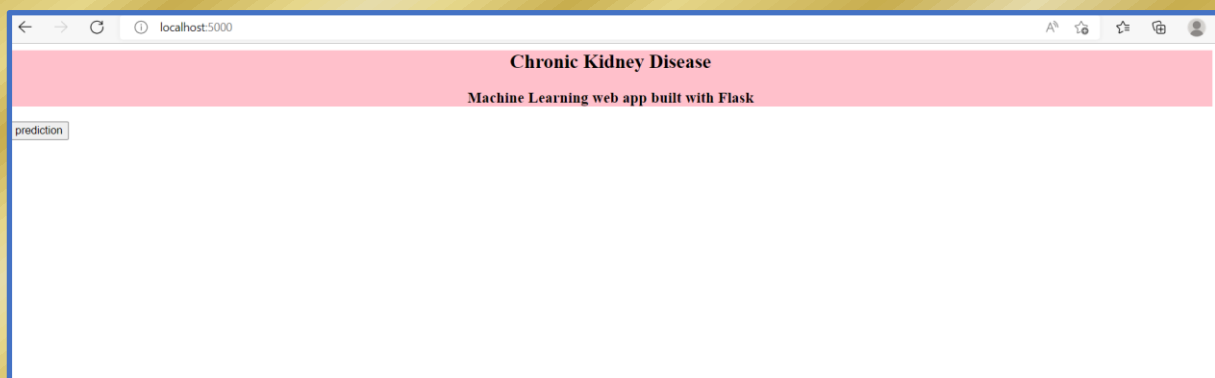 localhost:5000
Chronic Kidney Disease
Machine Learning web app built with Flask
prediction